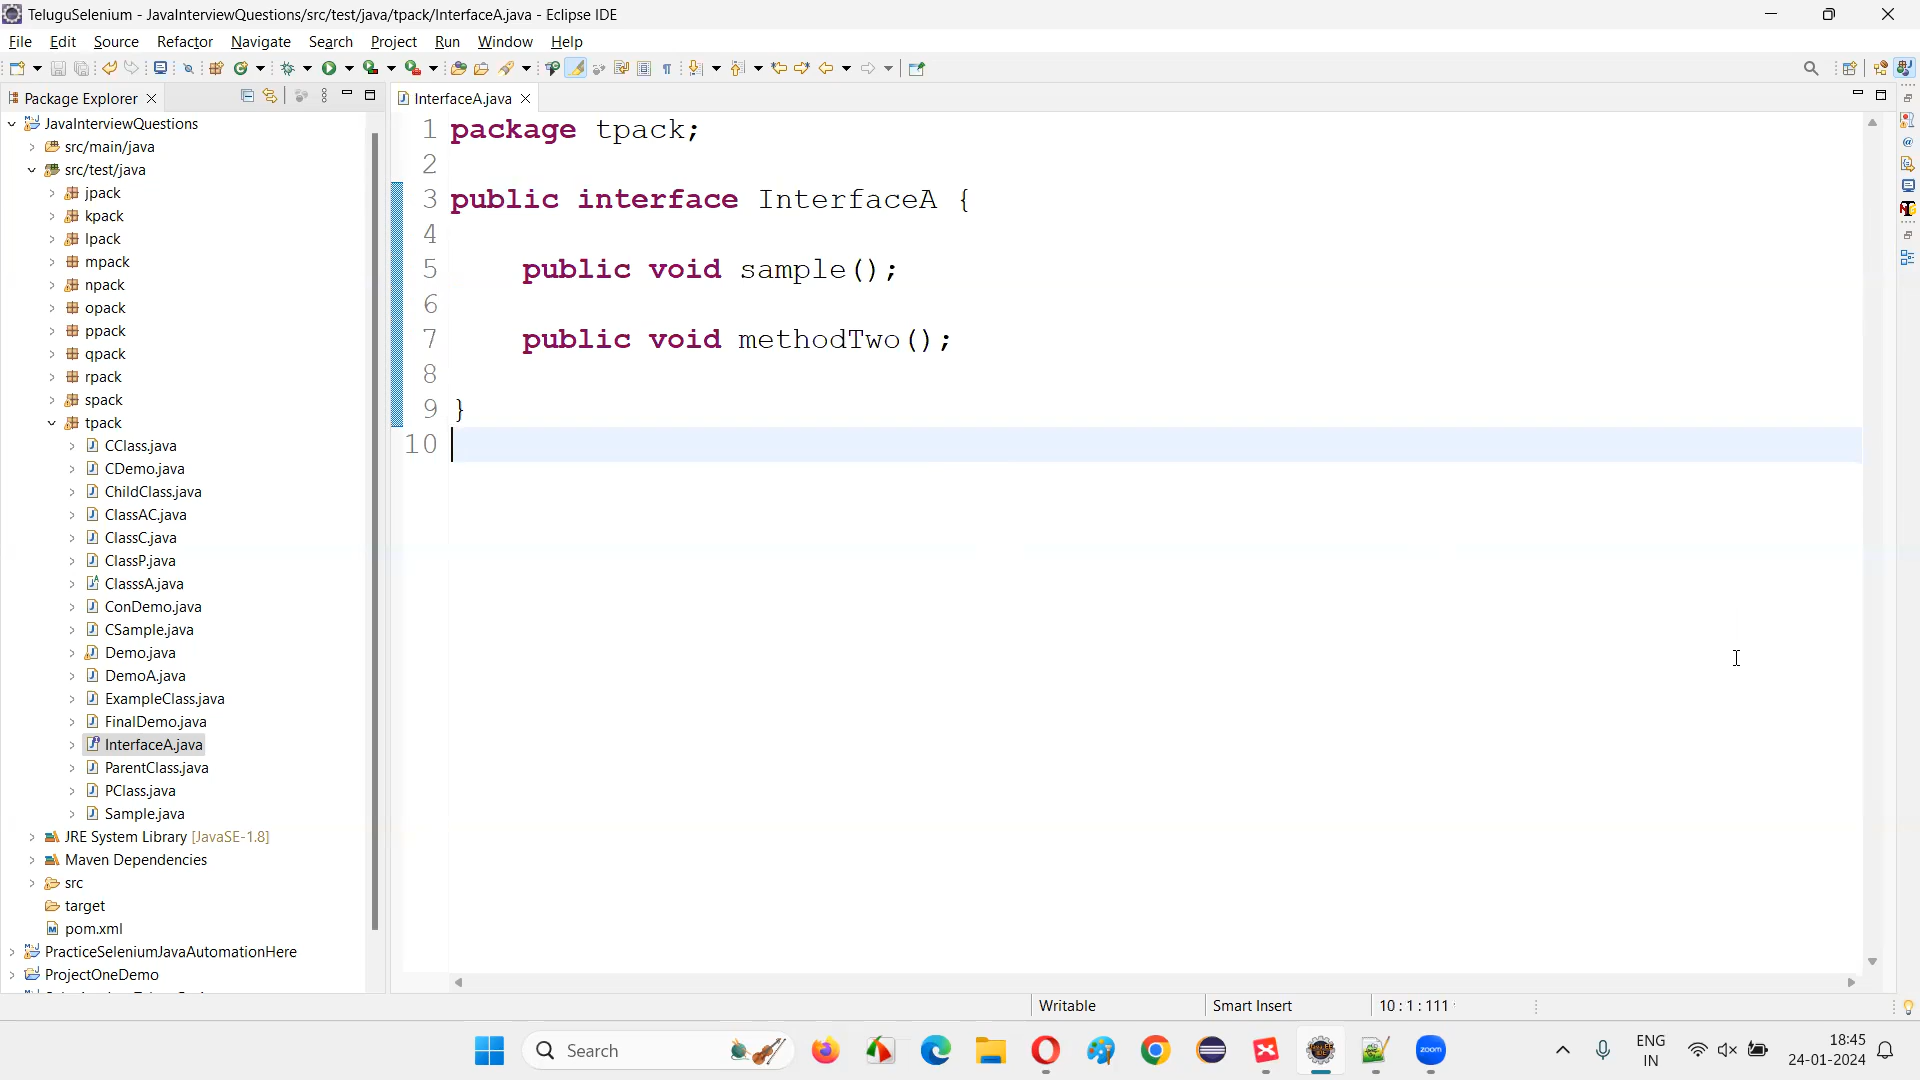 TeluguSelenium - JavaInterviewQuestions/src/test/java/tpack/InterfaceA.java - Eclipse IDE
File Edit Source Refactor Navigate Search Project Run Window Help
Package Explorer
JavaInterviewQuestions
src/main/java
src/test/java
jpack
kpack
lpack
mpack
npack
opack
ppack
qpack
rpack
spack
tpack
CClass.java
CDemo.java
ChildClass.java
ClassAC.java
ClassC.java
ClassP.java
ClasssA.java
ConDemo.java
CSample.java
Demo.java
DemoA.java
ExampleClass.java
FinalDemo.java
InterfaceA.java
ParentClass.java
PClass.java
Sample.java
JRE System Library [JavaSE-1.8]
Maven Dependencies
src
target
pom.xml
PracticeSeleniumJavaAutomationHere
ProjectOneDemo
InterfaceA.java
1 package tpack;
2
3 public interface InterfaceA {
4
5 public void sample();
6
7 public void methodTwo();
8
9 }
10
Writable Smart Insert 10 : 1 : 111
Search
zoom
ENG
IN
18:45
24-01-2024